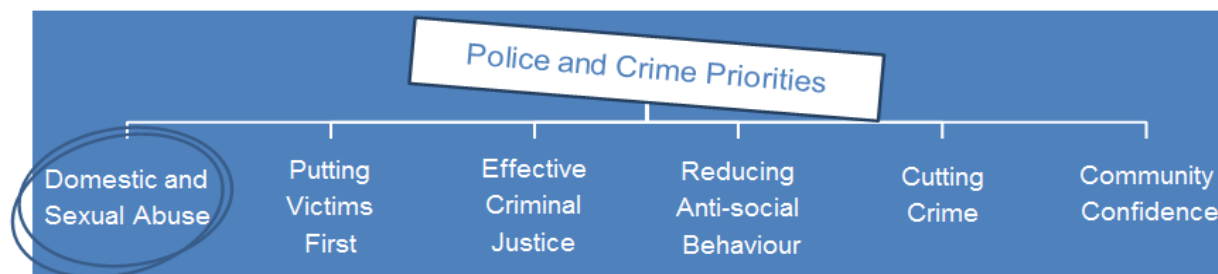 Police and Crime Priorities
Domestic and
Sexual Abuse
Putting
Victims
First
Effective
Criminal
Justice
Reducing
Anti-social
Behaviour
Cutting
Crime
Community
Confidence